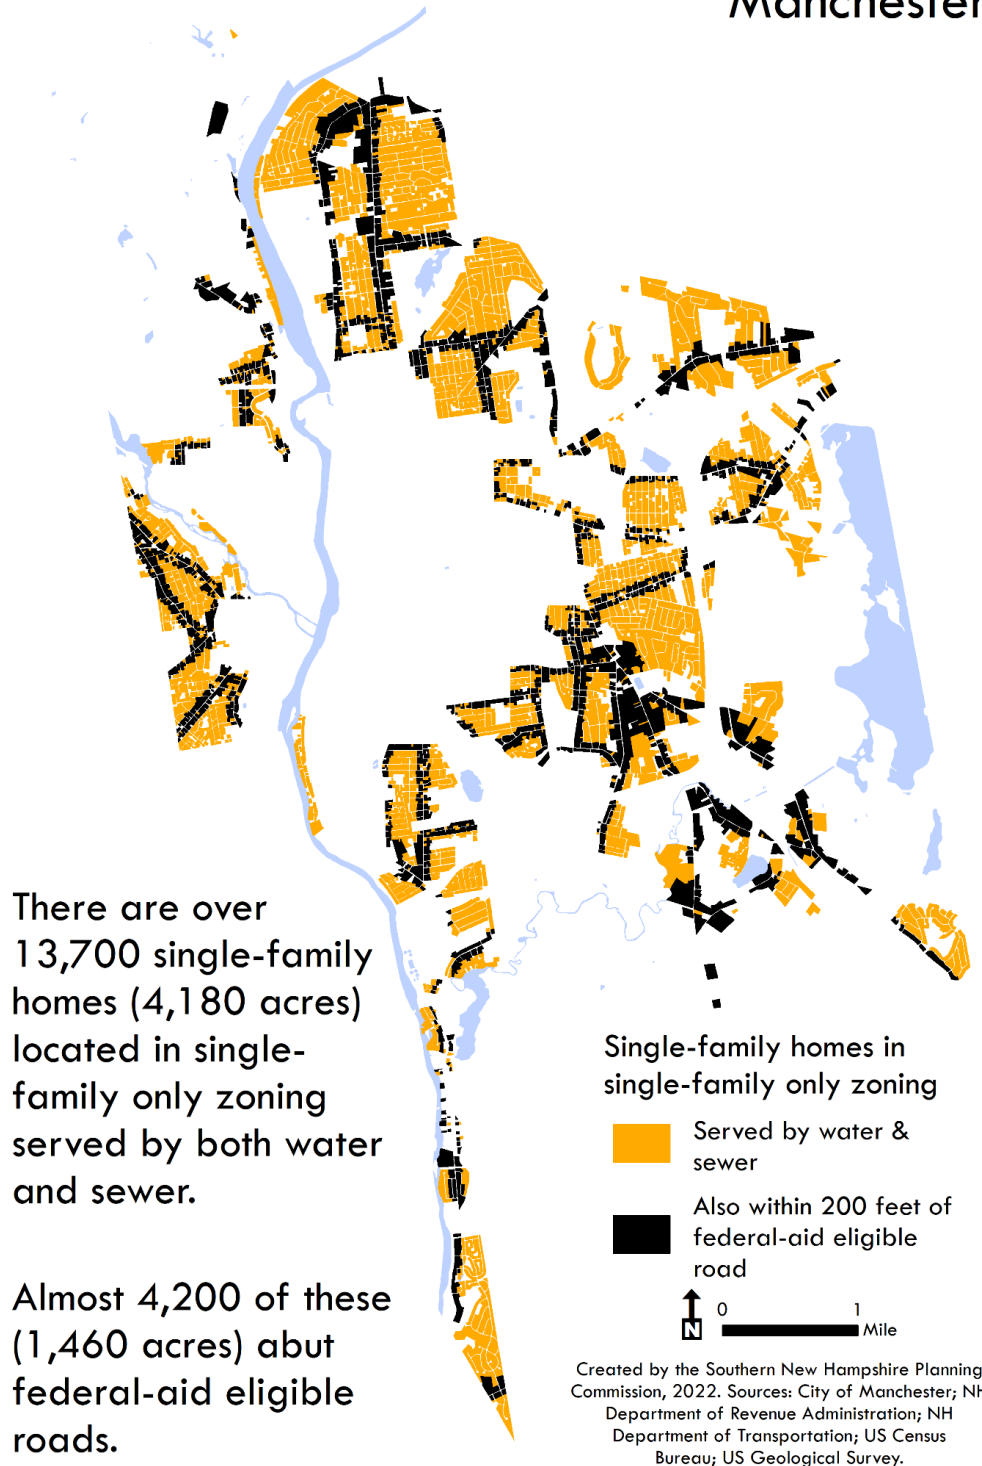 Manchester
There are over
13,700 single-family
homes (4,180 acres)
located in single-
family only zoning
served by both water
and sewer.
Almost 4,200 of these
(1,460 acres) abut
federal-aid eligible
roads.
Single-family homes in
single-family only zoning
Served by water &
sewer
Also within 200 feet of
federal-aid eligible
road
N
0 1
Mile
Created by the Southern New Hampshire Planning
Commission, 2022. Sources: City of Manchester; NH
Department of Revenue Administration; NH
Department of Transportation; US Census
Bureau; US Geological Survey.